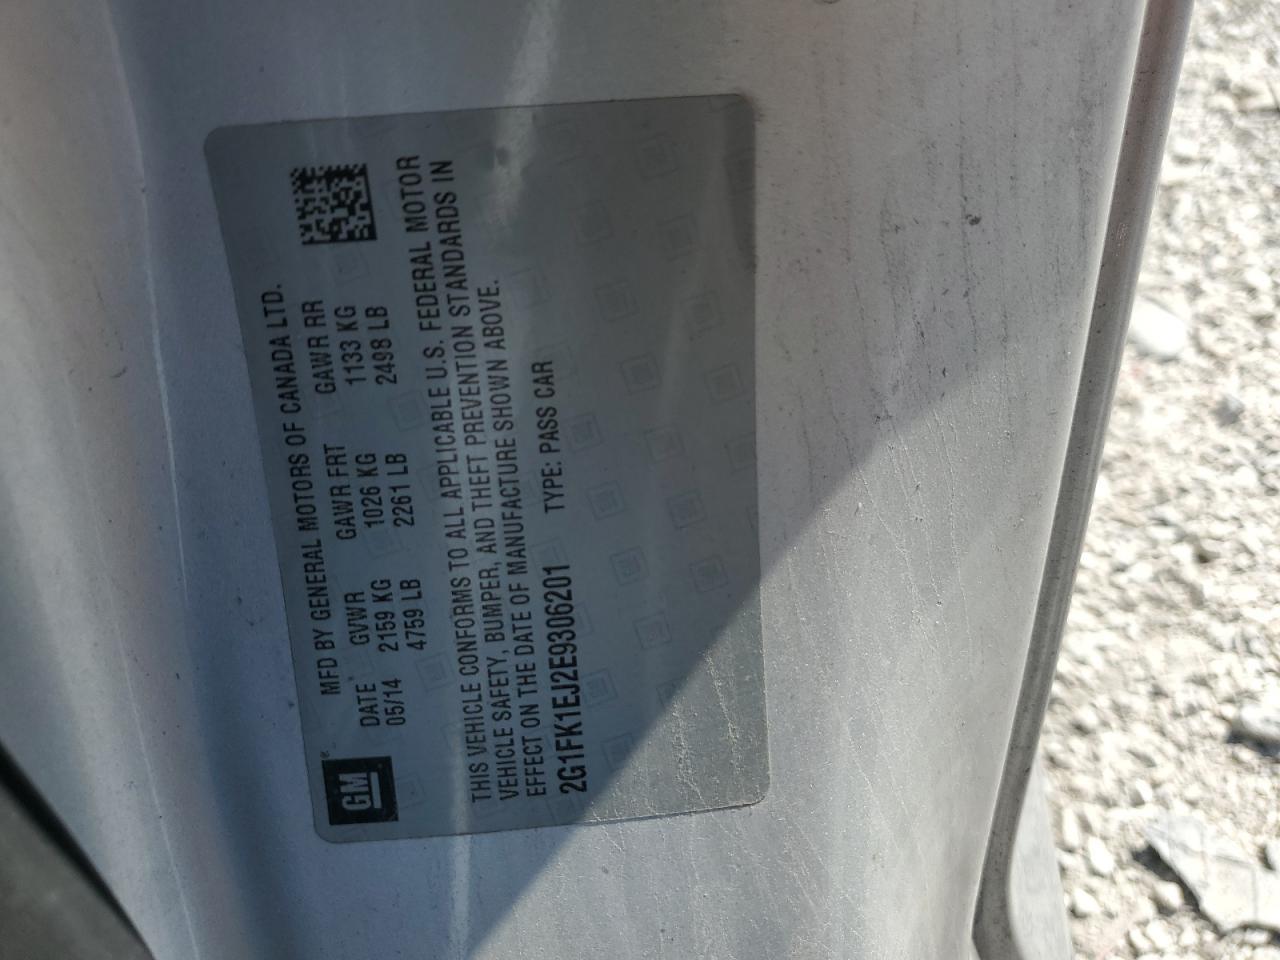 GM
MFD BY GENERAL MOTORS OF CANADA LTD.
DATE GVWR GAWR FRT GAWR RR
05/14 2159 KG 1026 KG 1133 KG
4759 LB 2261 LB 2498 LB
THIS VEHICLE CONFORMS TO ALL APPLICABLE U.S. FEDERAL MOTOR
VEHICLE SAFETY, BUMPER, AND THEFT PREVENTION STANDARDS IN
EFFECT ON THE DATE OF MANUFACTURE SHOWN ABOVE.
2G1FK1EJ2E9306201 TYPE: PASS CAR